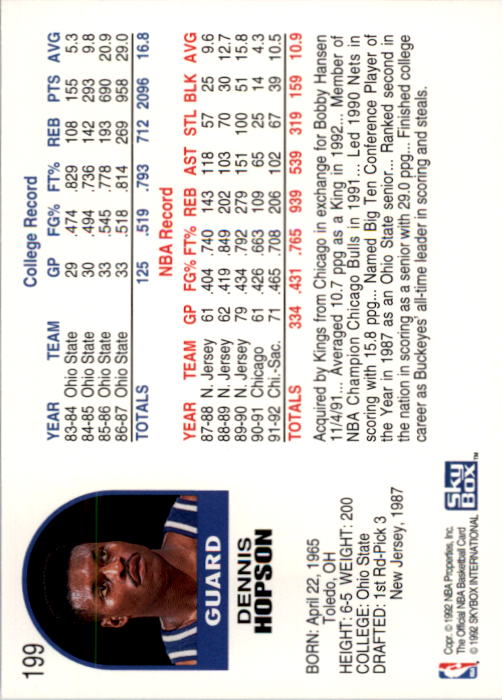 199
GUARD
DENNIS
HOPSON
BORN: April 22, 1965
Toledo, OH
HEIGHT: 6-5 WEIGHT: 200
COLLEGE: Ohio State
DRAFTED: 1st Rd-Pick 3
New Jersey, 1987
Copr. © 1992 NBA Properties, Inc.
The Official NBA Basketball Card
© 1992 SKYBOX INTERNATIONAL
NBA
SKY BOX™
College Record
YEAR TEAM GP FG% FT% REB PTS AVG
83-84 Ohio State 29 .474 .829 108 155 5.3
84-85 Ohio State 30 .494 .736 142 293 9.8
85-86 Ohio State 33 .545 .778 193 690 20.9
86-87 Ohio State 33 .518 .814 269 958 29.0
TOTALS 125 .519 .793 712 2096 16.8
NBA Record
YEAR TEAM GP FG% FT% REB AST STL BLK AVG
87-88 N. Jersey 61 .404 .740 143 118 57 25 9.6
88-89 N. Jersey 62 .419 .849 202 103 70 30 12.7
89-90 N. Jersey 79 .434 .792 279 151 100 51 15.8
90-91 Chicago 61 .426 .663 109 65 25 14 4.3
91-92 Chi.-Sac. 71 .465 .708 206 102 67 39 10.5
TOTALS 334 .431 .765 939 539 319 159 10.9
Acquired by Kings from Chicago in exchange for Bobby Hansen
11/4/91... Averaged 10.7 ppg as a King in 1992... Member of
NBA Champion Chicago Bulls in 1991... Led 1990 Nets in
scoring with 15.8 ppg... Named Big Ten Conference Player of
the Year in 1987 as an Ohio State senior.. Ranked second in
the nation in scoring as a senior with 29.0 ppg... Finished college
career as Buckeyes' all-time leader in scoring and steals.